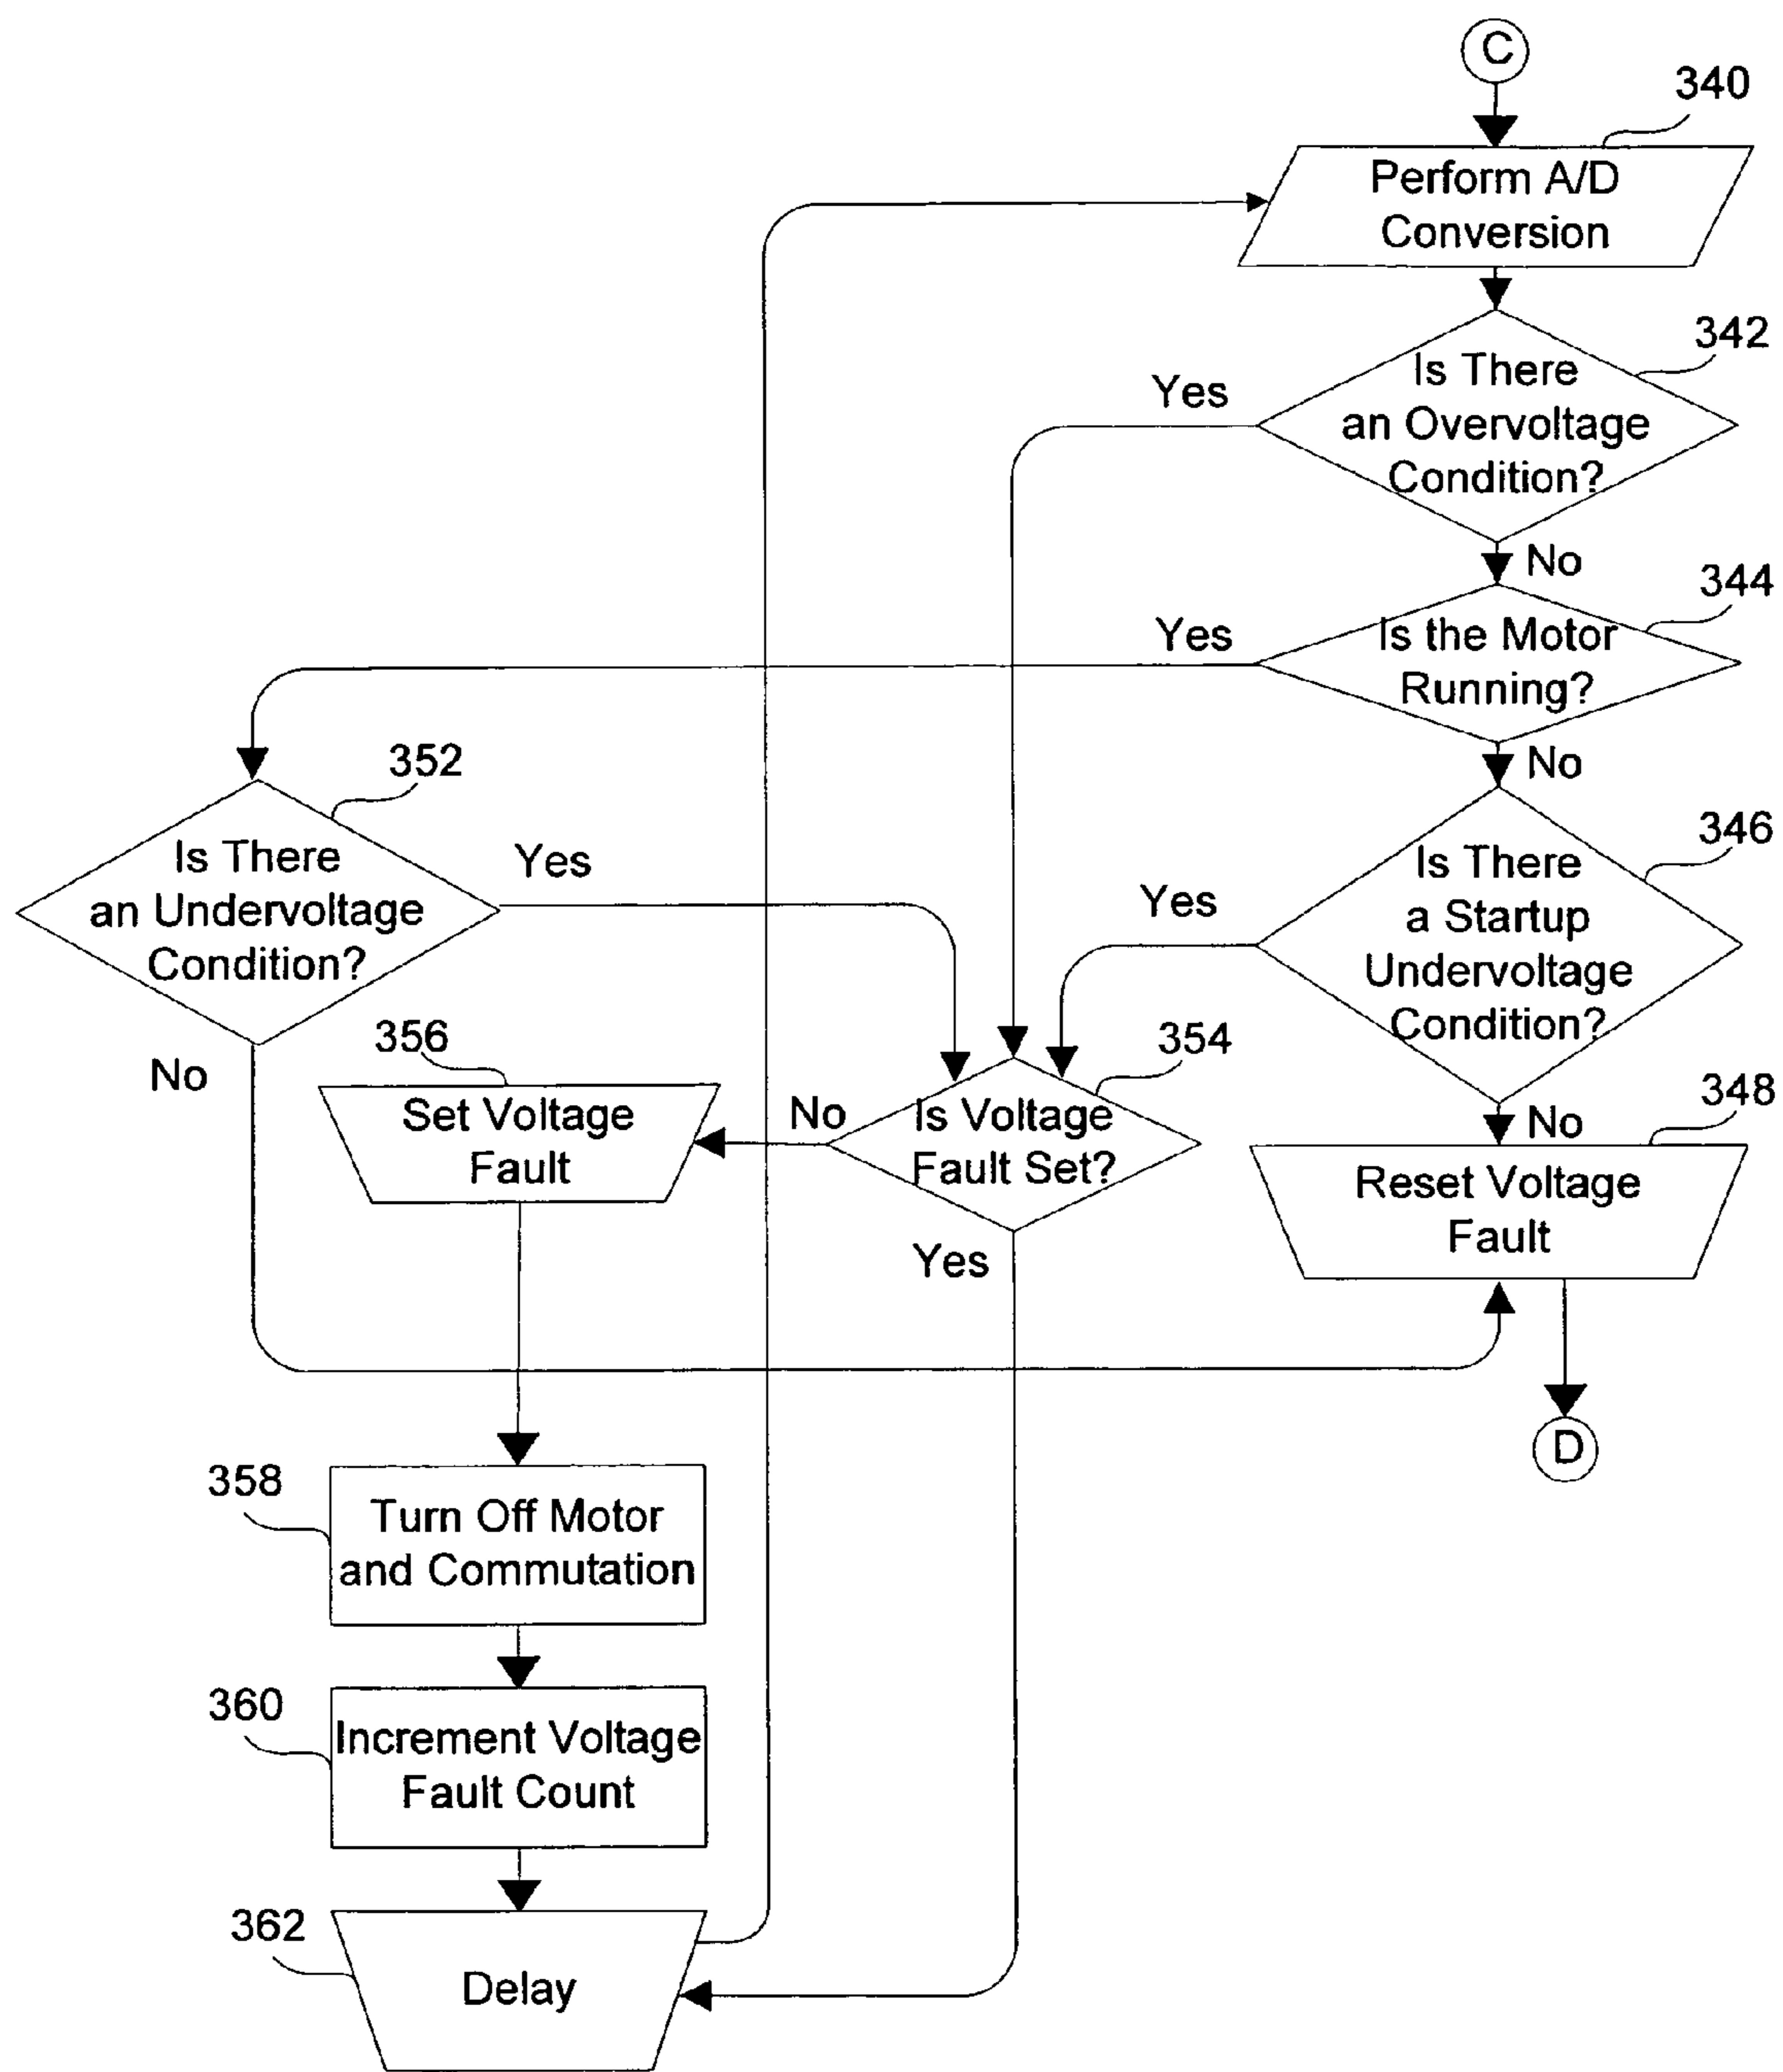 C
340
Perform A/D
Conversion
342
Is There
an Overvoltage
Condition?
Yes
No
344
Is the Motor
Running?
Yes
No
352
Is There
an Undervoltage
Condition?
Yes
No
346
Is There
a Startup
Undervoltage
Condition?
Yes
No
356
Set Voltage
Fault
354
Is Voltage
Fault Set?
No
Yes
348
Reset Voltage
Fault
D
358
Turn Off Motor
and Commutation
360
Increment Voltage
Fault Count
362
Delay